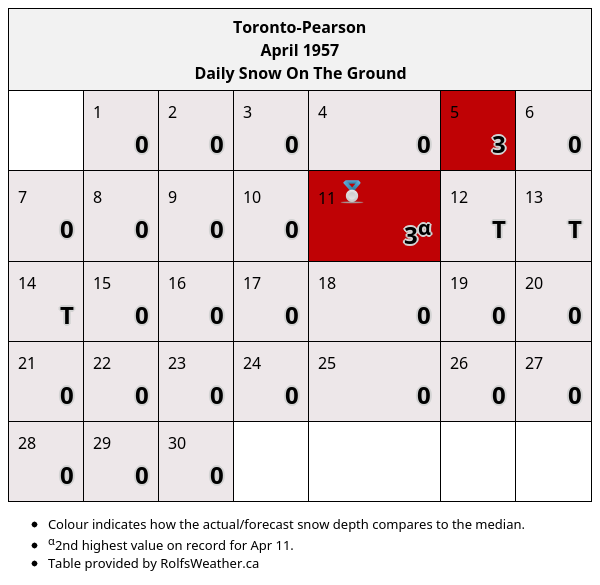 Toronto-Pearson
April 1957
Daily Snow On The Ground
1 2 3 4 5 6
0 0 0 0 3 0
7 8 9 10 11 12 13
0 0 0 0 3ᵅ T T
14 15 16 17 18 19 20
T 0 0 0 0 0 0
21 22 23 24 25 26 27
0 0 0 0 0 0 0
28 29 30
0 0 0
• Colour indicates how the actual/forecast snow depth compares to the median.
• ᵅ2nd highest value on record for Apr 11.
• Table provided by RolfsWeather.ca